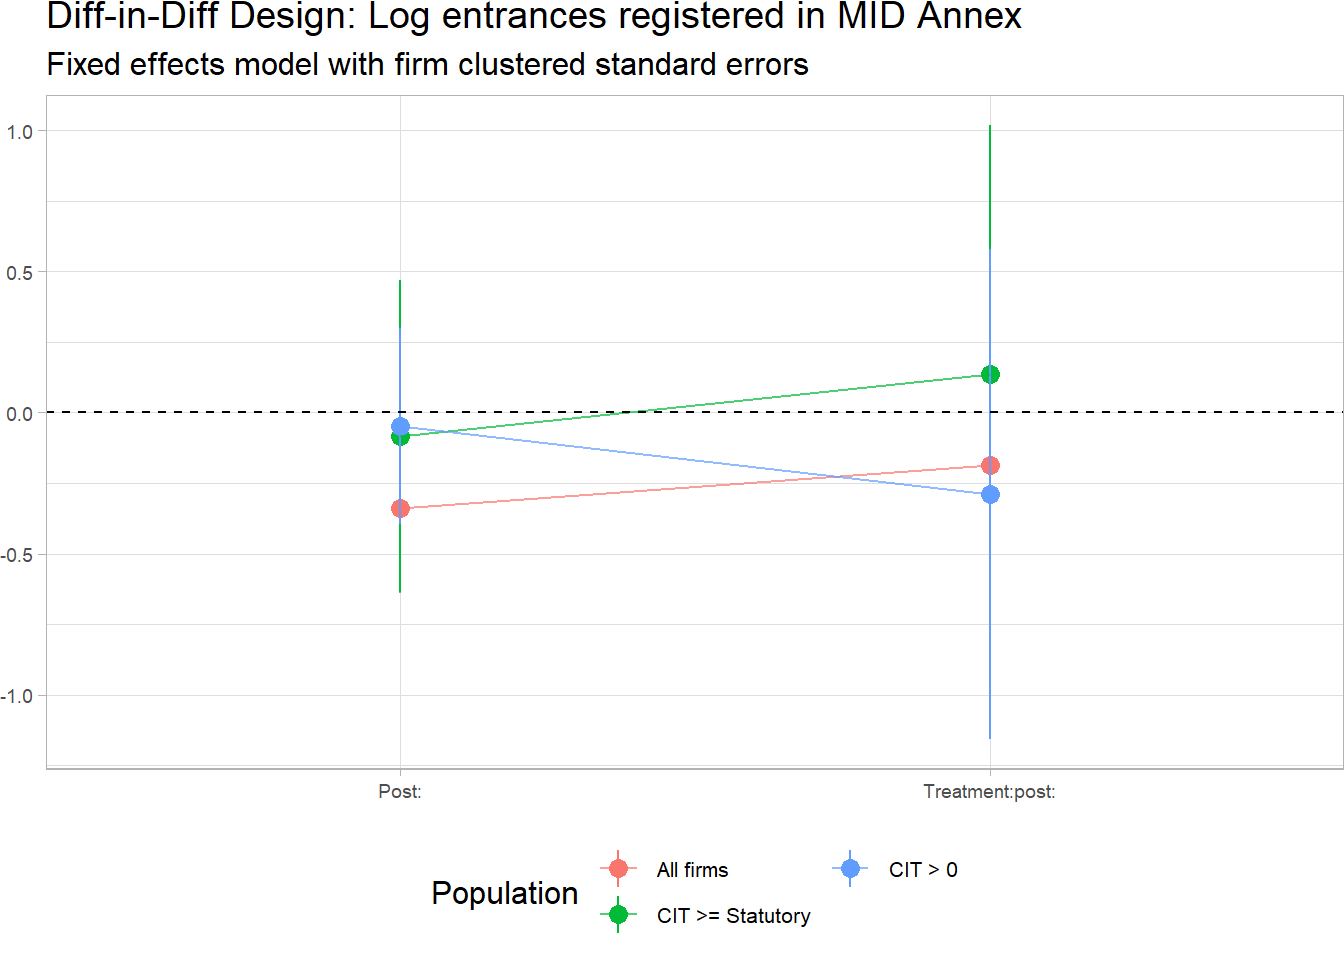 Diff-in-Diff Design: Log entrances registered in MID Annex
Fixed effects model with firm clustered standard errors
1.0
0.5
0.0
-0.5
-1.0
Post:
Treatment:post:
Population
All firms
CIT > 0
CIT >= Statutory